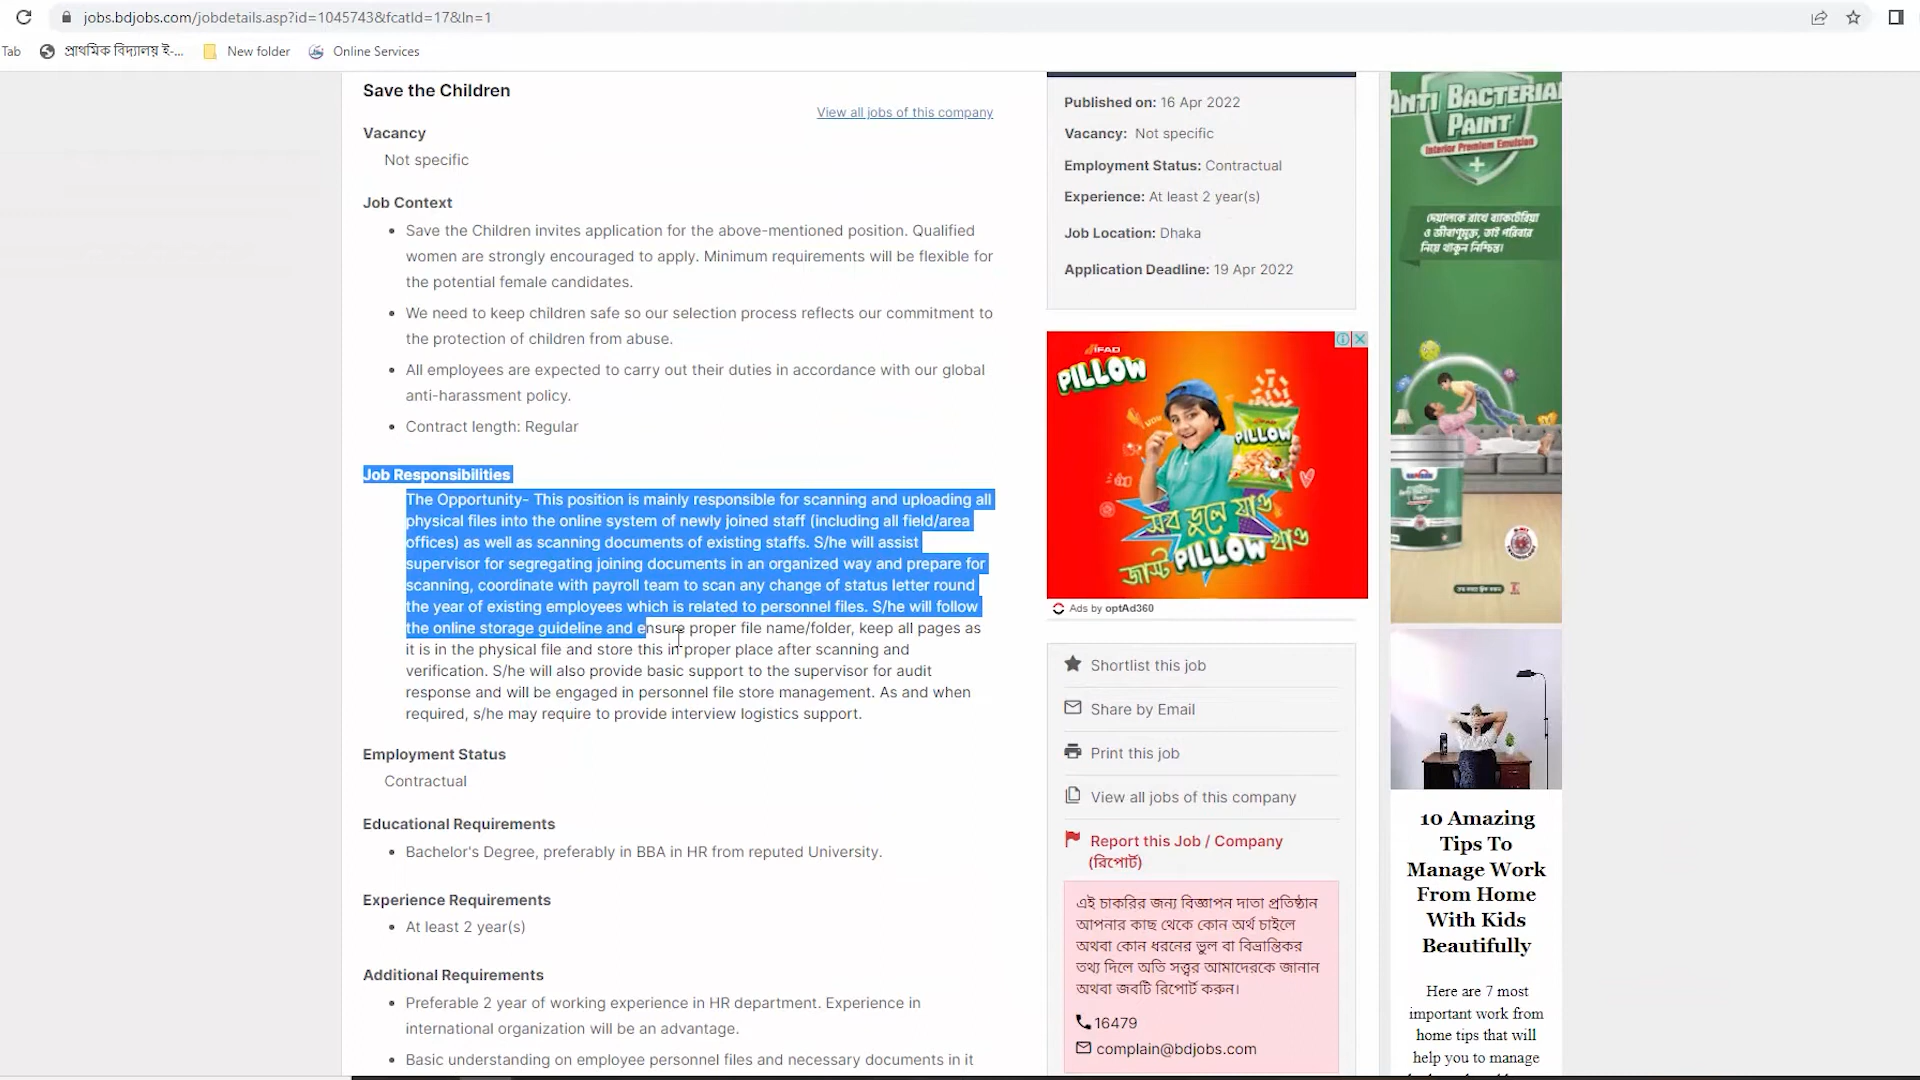 jobs.bdjobs.com/jobdetails.asp?id=1045743&fcatId=17&ln=1
Tab
প্রাথমিক বিদ্যালয় ই-...
New folder
Online Services
Save the Children
View all jobs of this company
Vacancy
Not specific
Job Context
Save the Children invites application for the above-mentioned position. Qualified
women are strongly encouraged to apply. Minimum requirements will be flexible for
the potential female candidates.
We need to keep children safe so our selection process reflects our commitment to
the protection of children from abuse.
All employees are expected to carry out their duties in accordance with our global
anti-harassment policy.
Contract length: Regular
Job Responsibilities
The Opportunity- This position is mainly responsible for scanning and uploading all
physical files into the online system of newly joined staff (including all field/area
offices) as well as scanning documents of existing staffs. S/he will assist
supervisor for segregating joining documents in an organized way and prepare for
scanning, coordinate with payroll team to scan any change of status letter round
the year of existing employees which is related to personnel files. S/he will follow
the online storage guideline and ensure proper file name/folder, keep all pages as
it is in the physical file and store this in proper place after scanning and
verification. S/he will also provide basic support to the supervisor for audit
response and will be engaged in personnel file store management. As and when
required, s/he may require to provide interview logistics support.
Employment Status
Contractual
Educational Requirements
Bachelor's Degree, preferably in BBA in HR from reputed University.
Experience Requirements
At least 2 year(s)
Additional Requirements
Preferable 2 year of working experience in HR department. Experience in
international organization will be an advantage.
Basic understanding on employee personnel files and necessary documents in it
Published on: 16 Apr 2022
Vacancy: Not specific
Employment Status: Contractual
Experience: At least 2 year(s)
Job Location: Dhaka
Application Deadline: 19 Apr 2022
IFAD
PILLOW
PILLOW
সব ভুলে যাও
জাস্ট PILLOW খাও
Ads by optAd360
Shortlist this job
Share by Email
Print this job
View all jobs of this company
Report this Job / Company
(রিপোর্ট)
এই চাকরির জন্য বিজ্ঞাপন দাতা প্রতিষ্ঠান
আপনার কাছ থেকে কোন অর্থ চাইলে
অথবা কোন ধরনের ভুল বা বিভ্রান্তিকর
তথ্য দিলে অতি সত্ত্বর আমাদেরকে জানান
অথবা জবটি রিপোর্ট করুন।
16479
complain@bdjobs.com
ANTI BACTERIAL
PAINT
Interior Premium Emulsion
দেয়ালকে রাখে ব্যাকটেরিয়া
ও জীবাণুমুক্ত, তাই পরিবার
নিয়ে থাকুন নিশ্চিন্ত।
10 Amazing
Tips To
Manage Work
From Home
With Kids
Beautifully
Here are 7 most
important work from
home tips that will
help you to manage